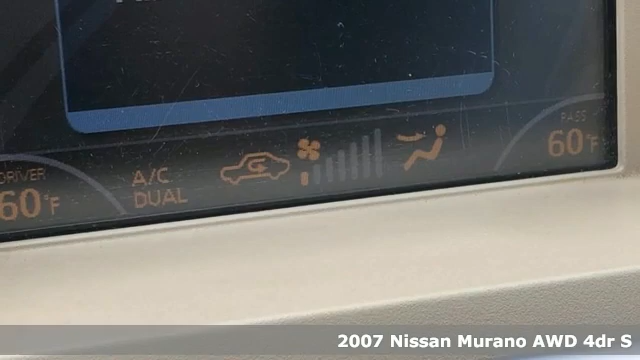 DRIVER
60°F
A/C
DUAL
PASS
60°F
2007 Nissan Murano AWD 4dr S